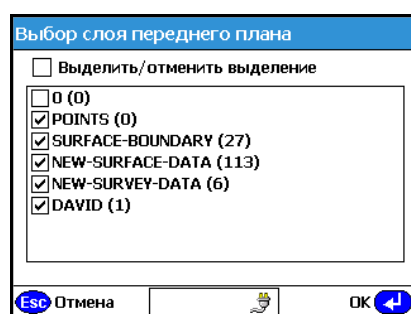 Выбор слоя переднего плана
Выделить/отменить выделение
0 (0)
POINTS (0)
SURFACE-BOUNDARY (27)
NEW-SURFACE-DATA (113)
NEW-SURVEY-DATA (6)
DAVID (1)
Esc Отмена OK